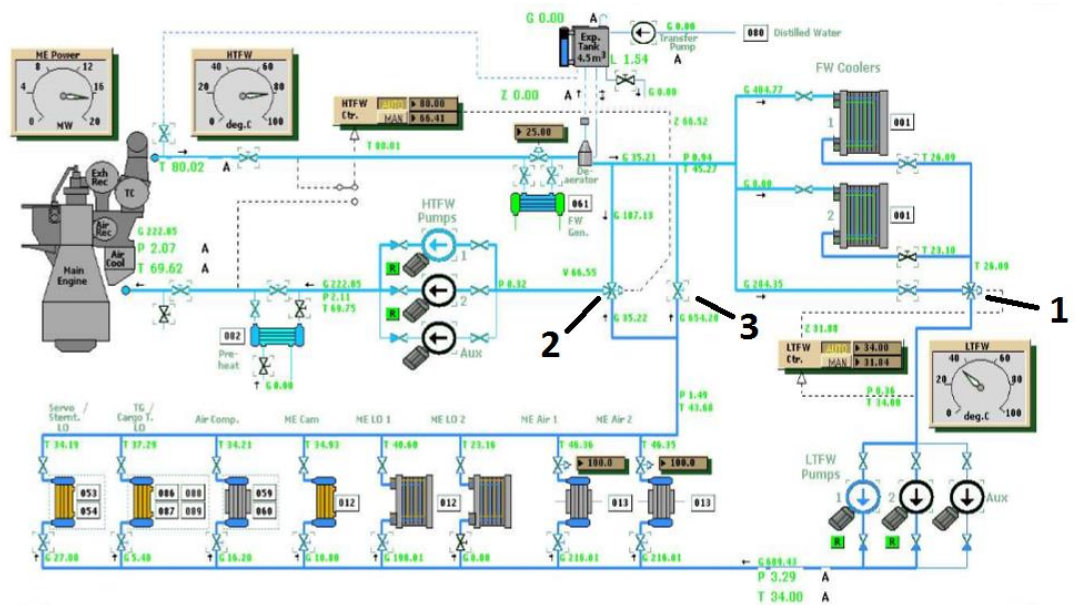 G 0.00 A
G 0.00
Transfer Pump
A
080 Distilled Water
Exp. Tank 4.5m³
L 1.54
G 0.00
A
Z 0.00
ME Power
8 12
4 16
0 20
MW
HTFW
40 60
20 80
0 100
deg.C
HTFW Ctr.
AUTO 80.00
MAN 66.41
FW Coolers
G 404.77
1
001
T 26.09
Z 66.52
25.00
T 80.01
T 80.02 A
De-aerator
G 35.21
P 0.94
T 45.27
G 0.00
2
001
T 23.10
Exh Rec
TC
Air Rec
Air Cool
Main Engine
061
FW Gen.
G 187.13
HTFW Pumps
G 222.85
P 2.07 A
T 69.62 A
1
R
2
R
Aux
G 222.85
P 2.11
T 69.75
P 0.32
V 66.55
G 35.22
G 654.20
G 284.35
T 26.00
1
2
3
082
Pre-heat
G 0.00
Z 31.88
LTFW Ctr.
AUTO 34.00
MAN 31.84
P 0.36
T 34.00
LTFW
40 60
20 80
0 100
deg.C
P 1.49
T 43.68
Servo / Sternt. LO
TG / Cargo T. LO
Air Comp.
ME Cam
ME LO 1
ME LO 2
ME Air 1
ME Air 2
T 34.19
T 37.29
T 34.21
T 34.93
T 40.60
T 23.16
T 46.36
T 46.35
100.0
100.0
053
054
086 088
087 089
059
060
012
012
013
013
G 27.00
G 5.40
G 16.20
G 10.80
G 198.01
G 0.00
G 216.01
G 216.01
LTFW Pumps
1
2
Aux
R
R
G 689.43
P 3.29 A
T 34.00 A